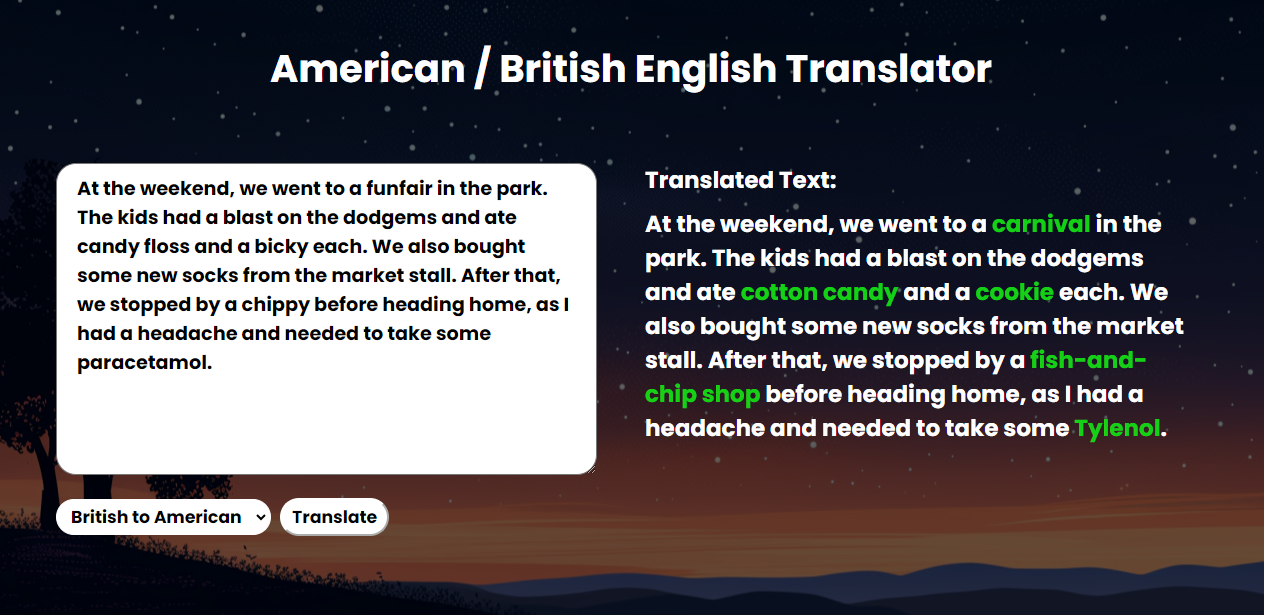 American / British English Translator
At the weekend, we went to a funfair in the park.
The kids had a blast on the dodgems and ate
candy floss and a bicky each. We also bought
some new socks from the market stall. After that,
we stopped by a chippy before heading home, as I
had a headache and needed to take some
paracetamol.
British to American
Translate
Translated Text:
At the weekend, we went to a carnival in the
park. The kids had a blast on the dodgems
and ate cotton candy and a cookie each. We
also bought some new socks from the market
stall. After that, we stopped by a fish-and-
chip shop before heading home, as I had a
headache and needed to take some Tylenol.